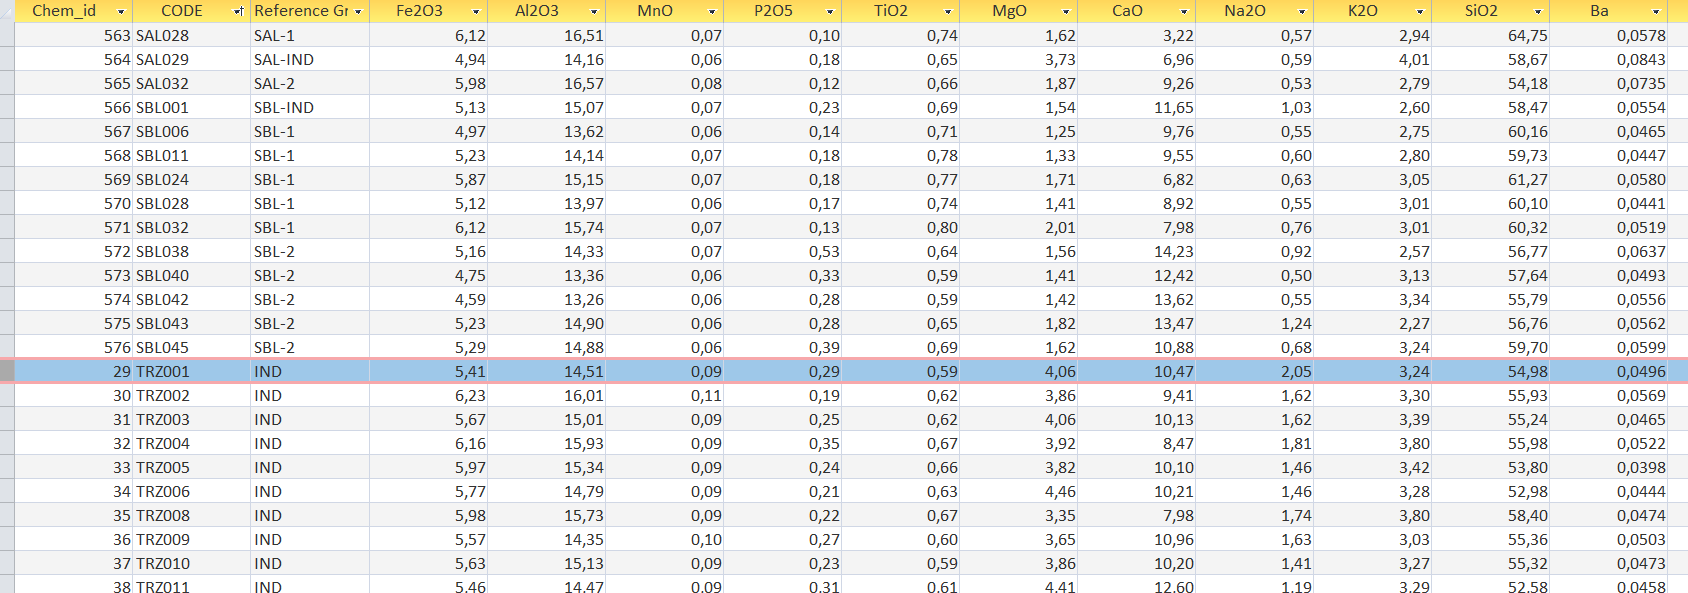 Chem_id CODE Reference Gr Fe2O3 Al2O3 MnO P2O5 TiO2 MgO CaO Na2O K2O SiO2 Ba
563 SAL028 SAL-1 6,12 16,51 0,07 0,10 0,74 1,62 3,22 0,57 2,94 64,75 0,0578
564 SAL029 SAL-IND 4,94 14,16 0,06 0,18 0,65 3,73 6,96 0,59 4,01 58,67 0,0843
565 SAL032 SAL-2 5,98 16,57 0,08 0,12 0,66 1,87 9,26 0,53 2,79 54,18 0,0735
566 SBL001 SBL-IND 5,13 15,07 0,07 0,23 0,69 1,54 11,65 1,03 2,60 58,47 0,0554
567 SBL006 SBL-1 4,97 13,62 0,06 0,14 0,71 1,25 9,76 0,55 2,75 60,16 0,0465
568 SBL011 SBL-1 5,23 14,14 0,07 0,18 0,78 1,33 9,55 0,60 2,80 59,73 0,0447
569 SBL024 SBL-1 5,87 15,15 0,07 0,18 0,77 1,71 6,82 0,63 3,05 61,27 0,0580
570 SBL028 SBL-1 5,12 13,97 0,06 0,17 0,74 1,41 8,92 0,55 3,01 60,10 0,0441
571 SBL032 SBL-1 6,12 15,74 0,07 0,13 0,80 2,01 7,98 0,76 3,01 60,32 0,0519
572 SBL038 SBL-2 5,16 14,33 0,07 0,53 0,64 1,56 14,23 0,92 2,57 56,77 0,0637
573 SBL040 SBL-2 4,75 13,36 0,06 0,33 0,59 1,41 12,42 0,50 3,13 57,64 0,0493
574 SBL042 SBL-2 4,59 13,26 0,06 0,28 0,59 1,42 13,62 0,55 3,34 55,79 0,0556
575 SBL043 SBL-2 5,23 14,90 0,06 0,28 0,65 1,82 13,47 1,24 2,27 56,76 0,0562
576 SBL045 SBL-2 5,29 14,88 0,06 0,39 0,69 1,62 10,88 0,68 3,24 59,70 0,0599
29 TRZ001 IND 5,41 14,51 0,09 0,29 0,59 4,06 10,47 2,05 3,24 54,98 0,0496
30 TRZ002 IND 6,23 16,01 0,11 0,19 0,62 3,86 9,41 1,62 3,30 55,93 0,0569
31 TRZ003 IND 5,67 15,01 0,09 0,25 0,62 4,06 10,13 1,62 3,39 55,24 0,0465
32 TRZ004 IND 6,16 15,93 0,09 0,35 0,67 3,92 8,47 1,81 3,80 55,98 0,0522
33 TRZ005 IND 5,97 15,34 0,09 0,24 0,66 3,82 10,10 1,46 3,42 53,80 0,0398
34 TRZ006 IND 5,77 14,79 0,09 0,21 0,63 4,46 10,21 1,46 3,28 52,98 0,0444
35 TRZ008 IND 5,98 15,73 0,09 0,22 0,67 3,35 7,98 1,74 3,80 58,40 0,0474
36 TRZ009 IND 5,57 14,35 0,10 0,27 0,60 3,65 10,96 1,63 3,03 55,36 0,0503
37 TRZ010 IND 5,63 15,13 0,09 0,23 0,59 3,86 10,20 1,41 3,27 55,32 0,0473
38 TRZ011 IND 5,46 14,47 0,09 0,31 0,61 4,41 12,60 1,19 3,29 52,58 0,0458